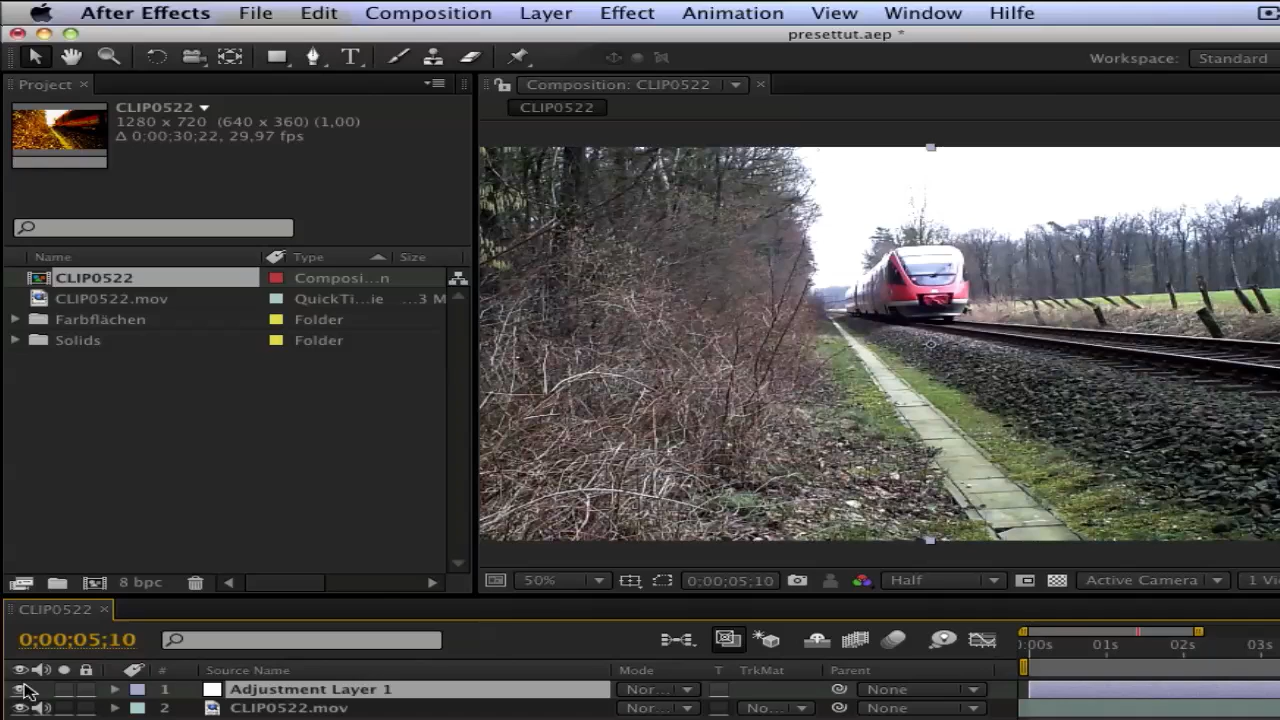 After Effects File Edit Composition Layer Effect Animation View Window Hilfe
presettut.aep *
Workspace: Standard
Project
Composition: CLIP0522
CLIP0522
1280 x 720 (640 x 360) (1,00)
Δ 0;00;30;22, 29,97 fps
CLIP0522
Name Type Size
CLIP0522 Composi...n
CLIP0522.mov QuickTi...ie ...3 M
Farbflächen Folder
Solids Folder
8 bpc
50% 0;00;05;10 Half Active Camera 1 Vi
CLIP0522
0;00;05;10
1:00s 01s 02s 03s
# Source Name Mode T TrkMat Parent
1 Adjustment Layer 1 Nor... None
2 CLIP0522.mov Nor... No... None